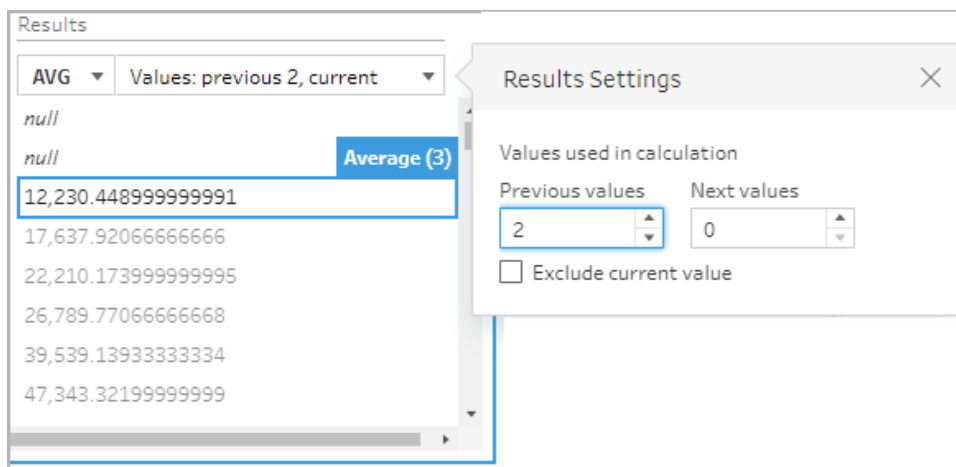 Results
AVG Values: previous 2, current
null
null Average (3)
12,230.448999999991
17,637.92066666666
22,210.173999999995
26,789.77066666668
39,539.13933333334
47,343.32199999999
Results Settings
Values used in calculation
Previous values Next values
2 0
Exclude current value